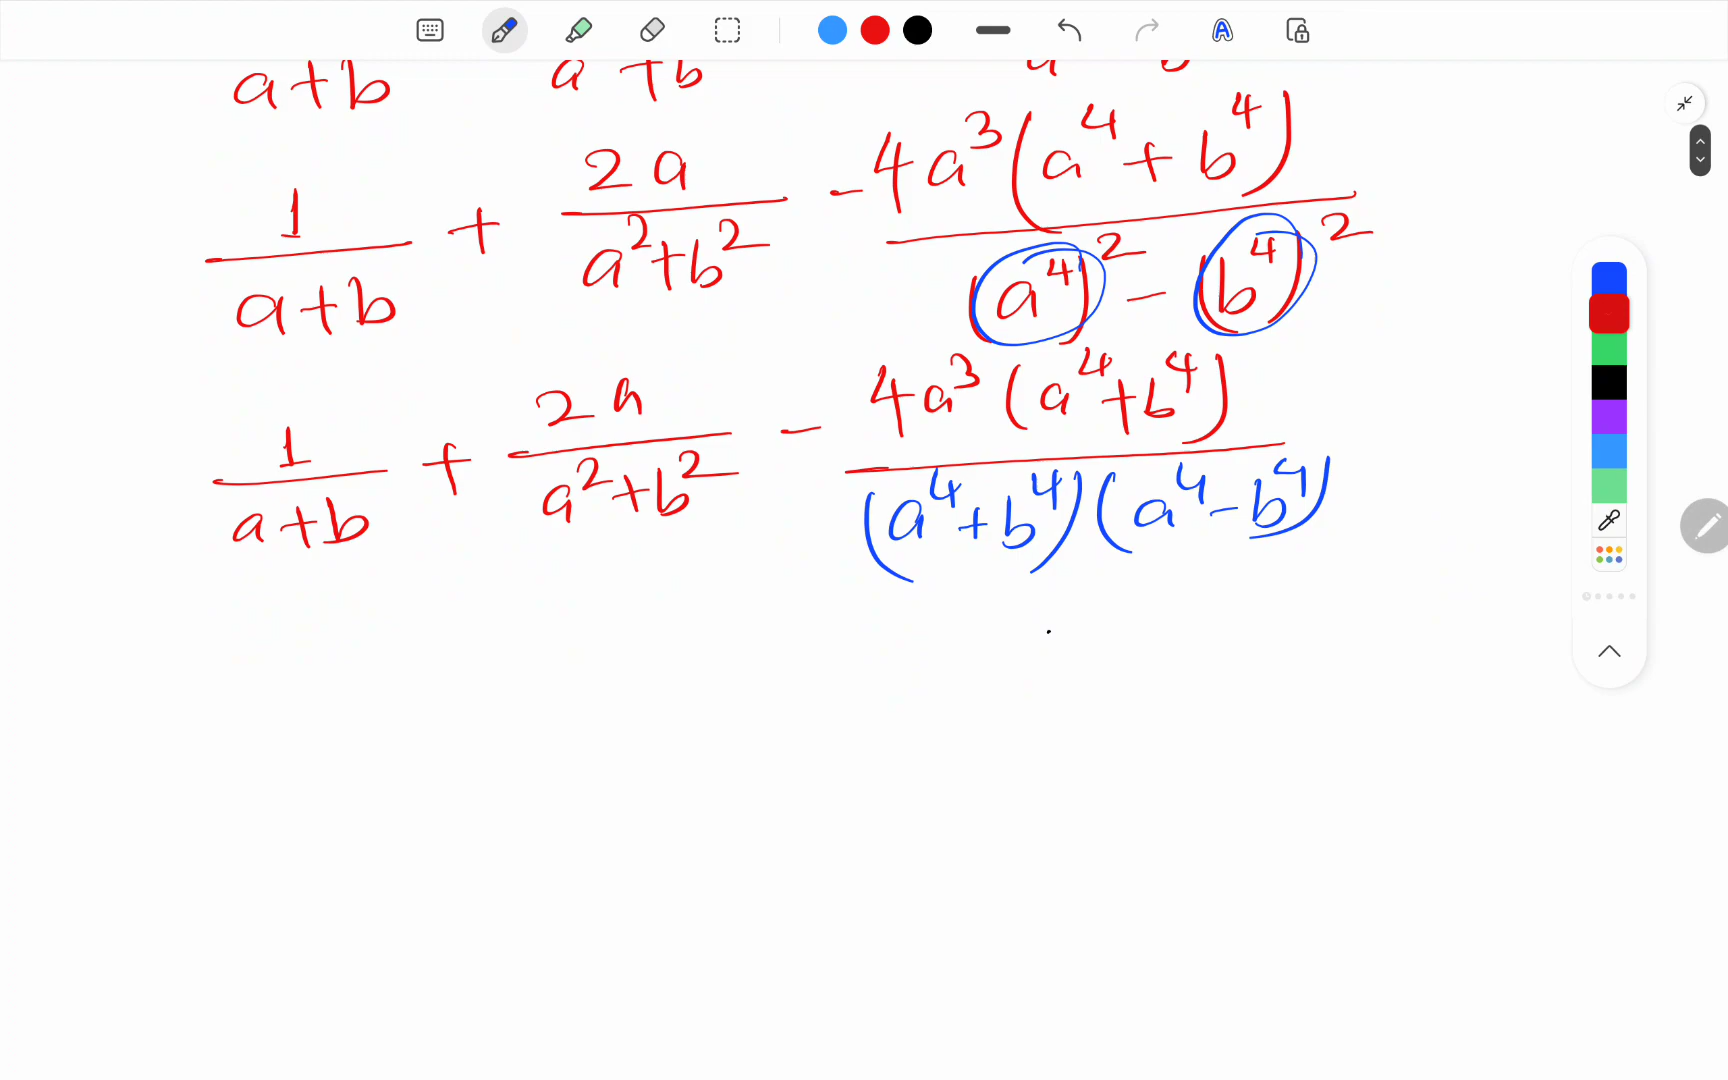 a+b a +b
1/(a+b) + 2a/(a²+b²) - 4a³(a⁴+b⁴)/((a⁴)² - (b⁴)²)
1/(a+b) + 2a/(a²+b²) - 4a³(a⁴+b⁴)/((a⁴+b⁴)(a⁴-b⁴))